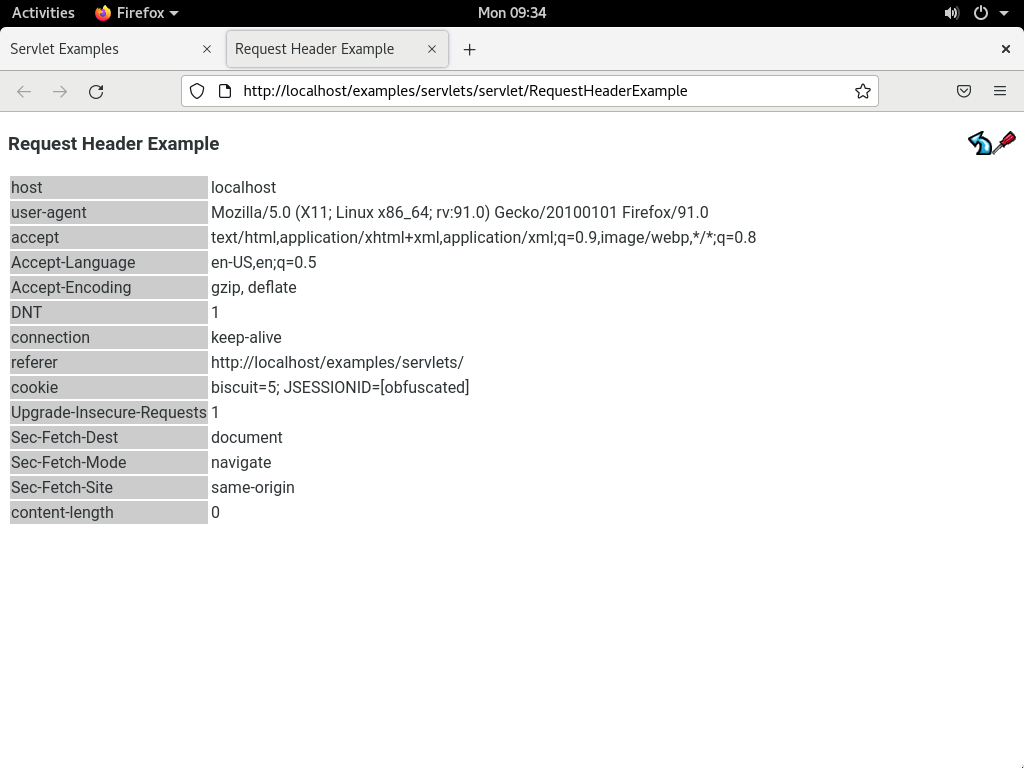 Activities Firefox Mon 09:34
Servlet Examples Request Header Example
http://localhost/examples/servlets/servlet/RequestHeaderExample
Request Header Example
host localhost
user-agent Mozilla/5.0 (X11; Linux x86_64; rv:91.0) Gecko/20100101 Firefox/91.0
accept text/html,application/xhtml+xml,application/xml;q=0.9,image/webp,*/*;q=0.8
Accept-Language en-US,en;q=0.5
Accept-Encoding gzip, deflate
DNT 1
connection keep-alive
referer http://localhost/examples/servlets/
cookie biscuit=5; JSESSIONID=[obfuscated]
Upgrade-Insecure-Requests 1
Sec-Fetch-Dest document
Sec-Fetch-Mode navigate
Sec-Fetch-Site same-origin
content-length 0